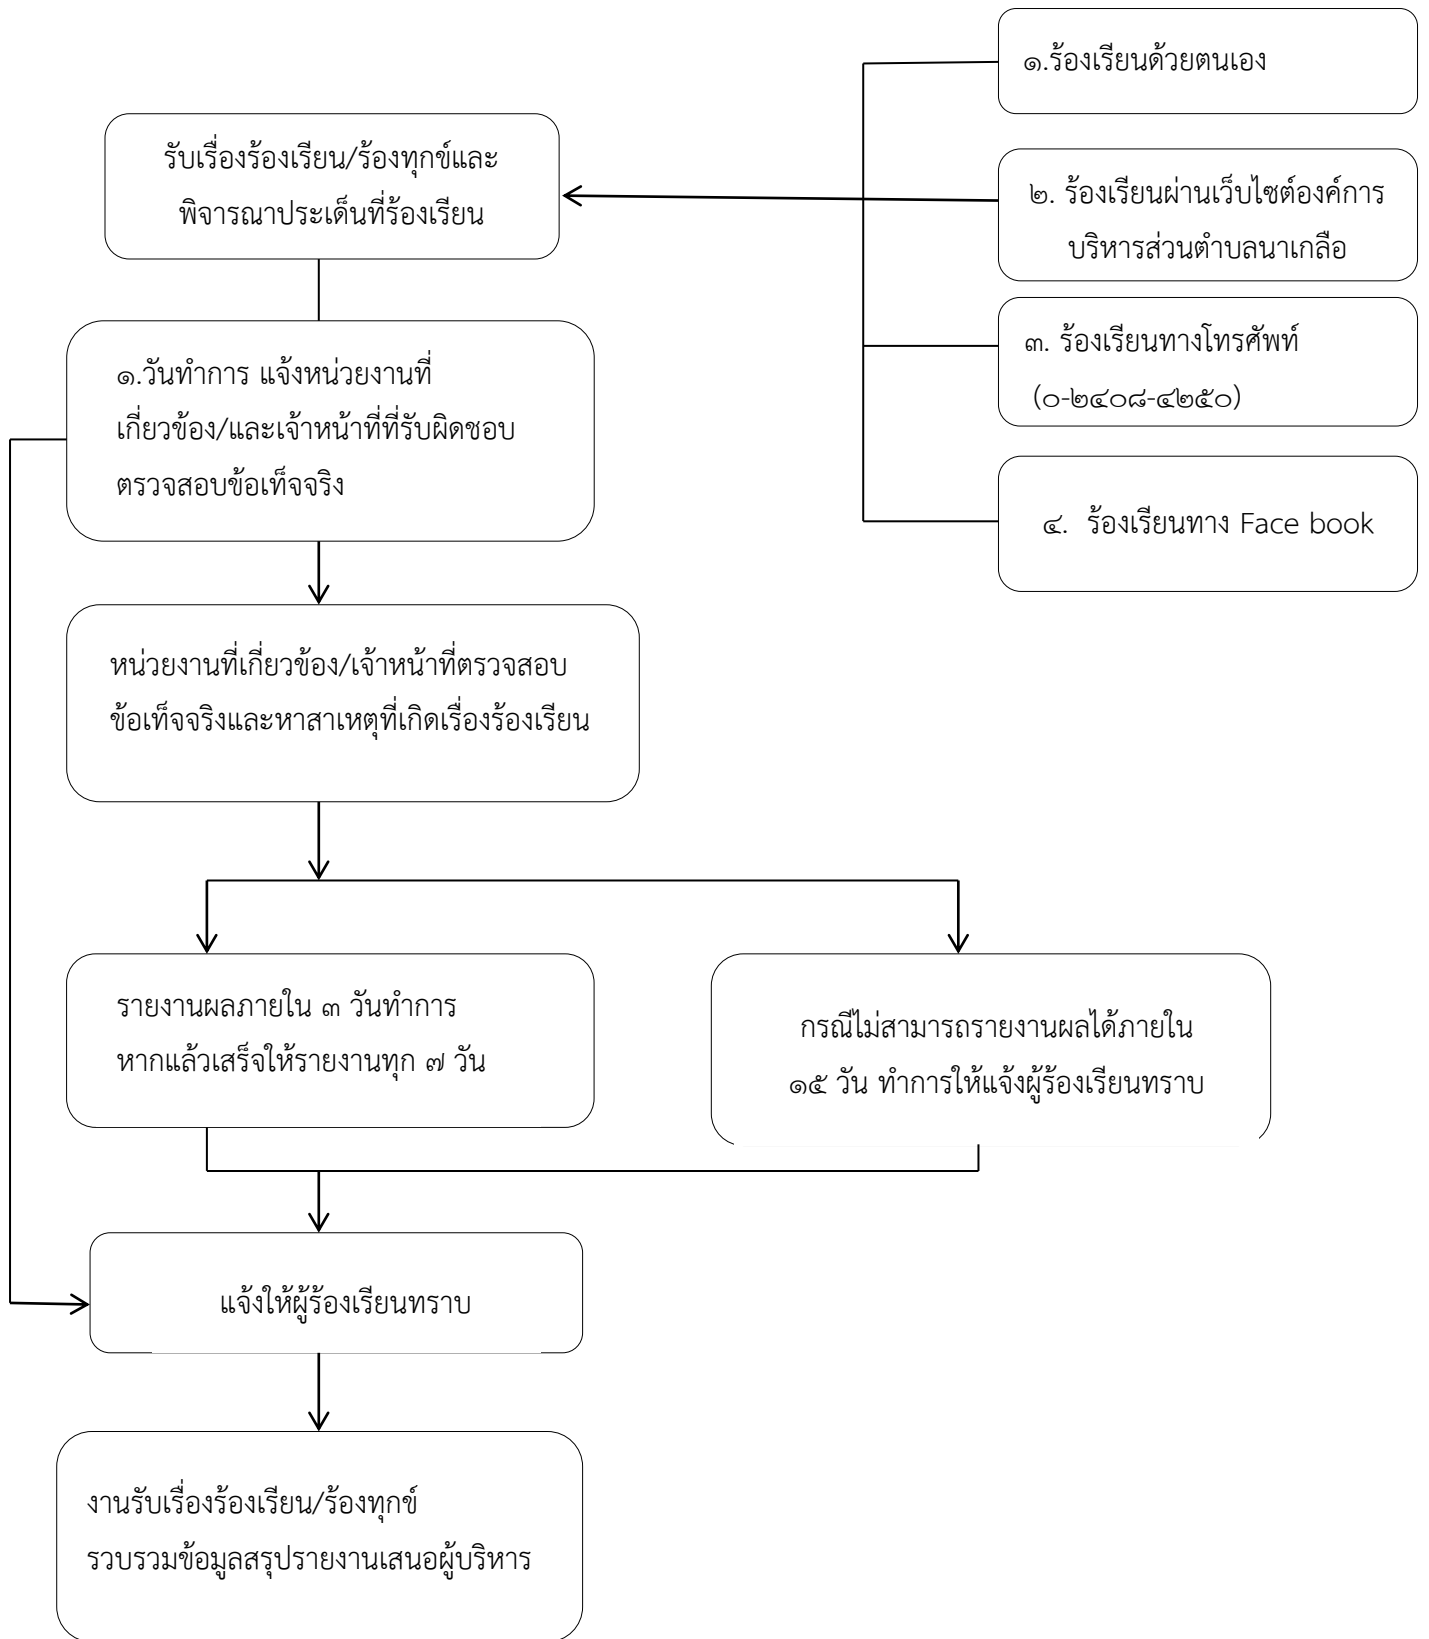 ๑.ร้องเรียนด้วยตนเอง
รับเรื่องร้องเรียน/ร้องทุกข์และ
พิจารณาประเด็นที่ร้องเรียน
๒. ร้องเรียนผ่านเว็บไซต์องค์การ
บริหารส่วนตำบลนาเกลือ
๓. ร้องเรียนทางโทรศัพท์
(๐-๒๔๐๘-๔๒๕๐)
๑.วันทำการ แจ้งหน่วยงานที่
เกี่ยวข้อง/และเจ้าหน้าที่ที่รับผิดชอบ
ตรวจสอบข้อเท็จจริง
๔. ร้องเรียนทาง Face book
หน่วยงานที่เกี่ยวข้อง/เจ้าหน้าที่ตรวจสอบ
ข้อเท็จจริงและหาสาเหตุที่เกิดเรื่องร้องเรียน
รายงานผลภายใน ๓ วันทำการ
หากแล้วเสร็จให้รายงานทุก ๗ วัน
กรณีไม่สามารถรายงานผลได้ภายใน
๑๕ วัน ทำการให้แจ้งผู้ร้องเรียนทราบ
แจ้งให้ผู้ร้องเรียนทราบ
งานรับเรื่องร้องเรียน/ร้องทุกข์
รวบรวมข้อมูลสรุปรายงานเสนอผู้บริหาร